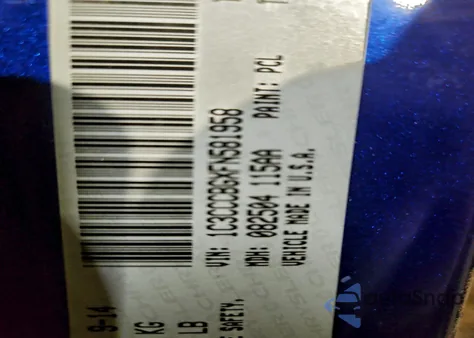 9-14
KG
LB
E SAFETY,
VIN: 1C3CCCBGXFN581958
MDH: 082504 115AA PAINT: PCL
VEHICLE MADE IN U.S.A.